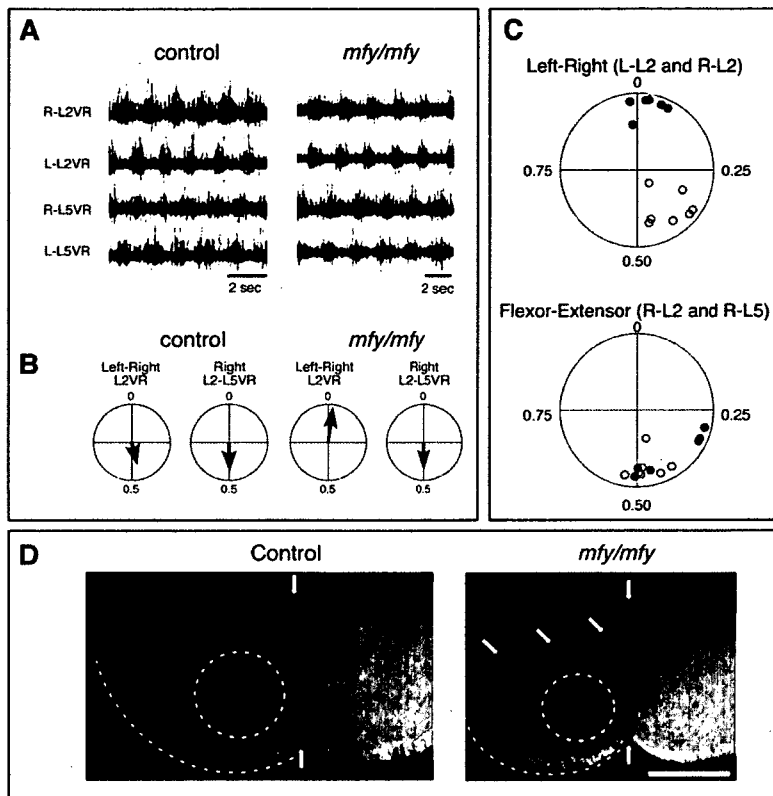 A
control
mfy/mfy
R-L2VR
L-L2VR
R-L5VR
L-L5VR
2 sec
2 sec
B
control
mfy/mfy
Left-Right
L2VR
0
0.5
Right
L2-L5VR
0
0.5
Left-Right
L2VR
0
0.5
Right
L2-L5VR
0
0.5
C
Left-Right (L-L2 and R-L2)
0
0.75
0.25
0.50
Flexor-Extensor (R-L2 and R-L5)
0
0.75
0.25
0.50
D
Control
mfy/mfy